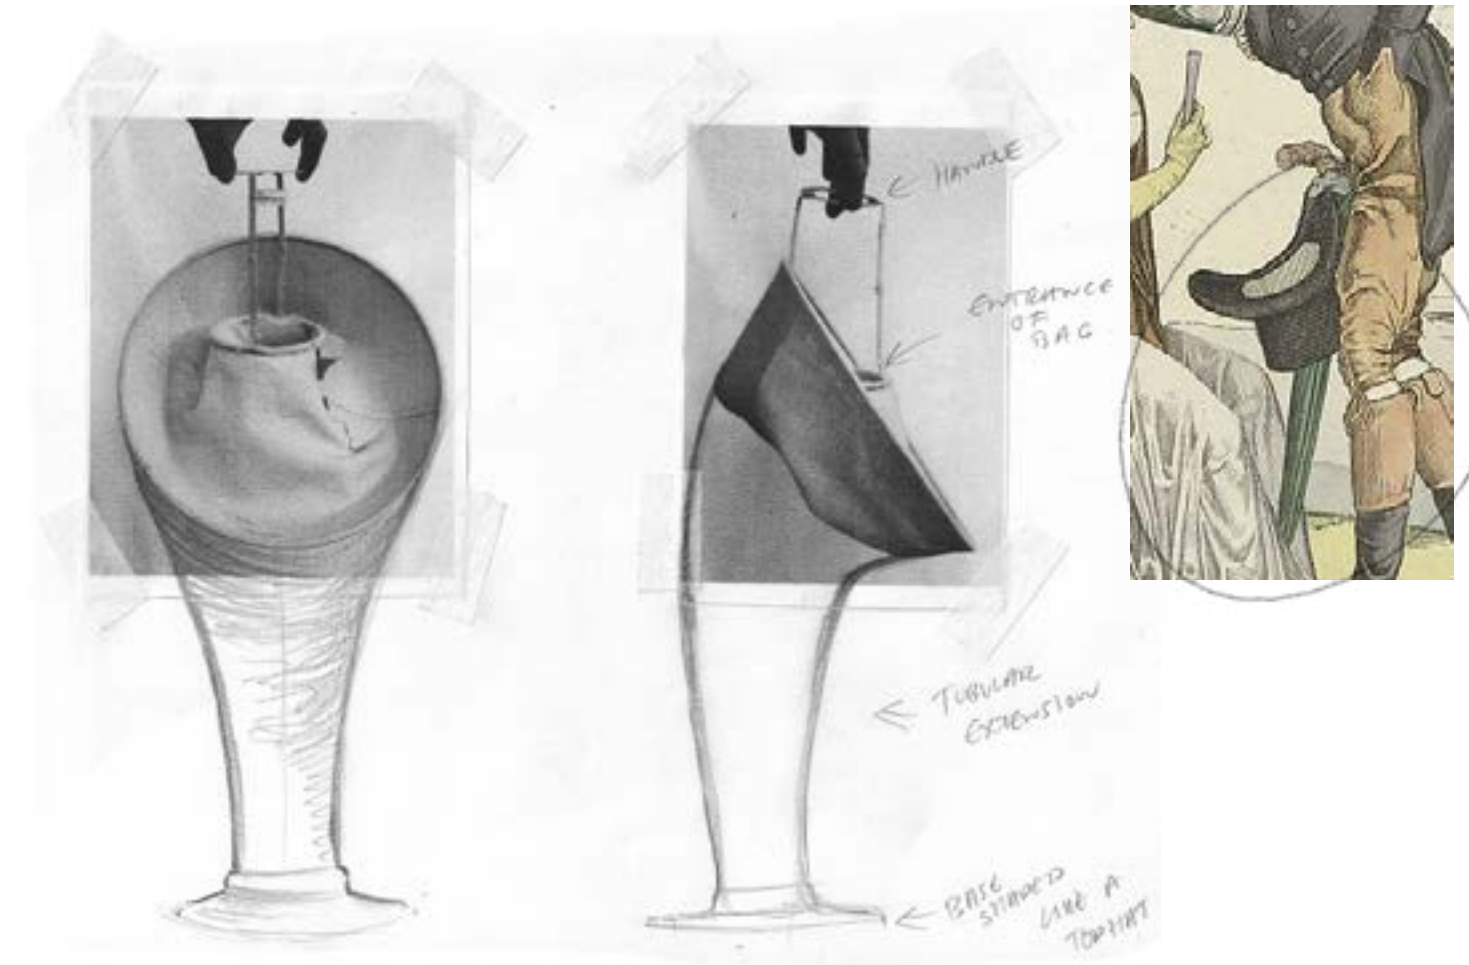 HANDLE
ENTRANCE
OF
BAG
TUBULAR
EXTENSION
BASE
SHAPED
LIKE A
TOPHAT